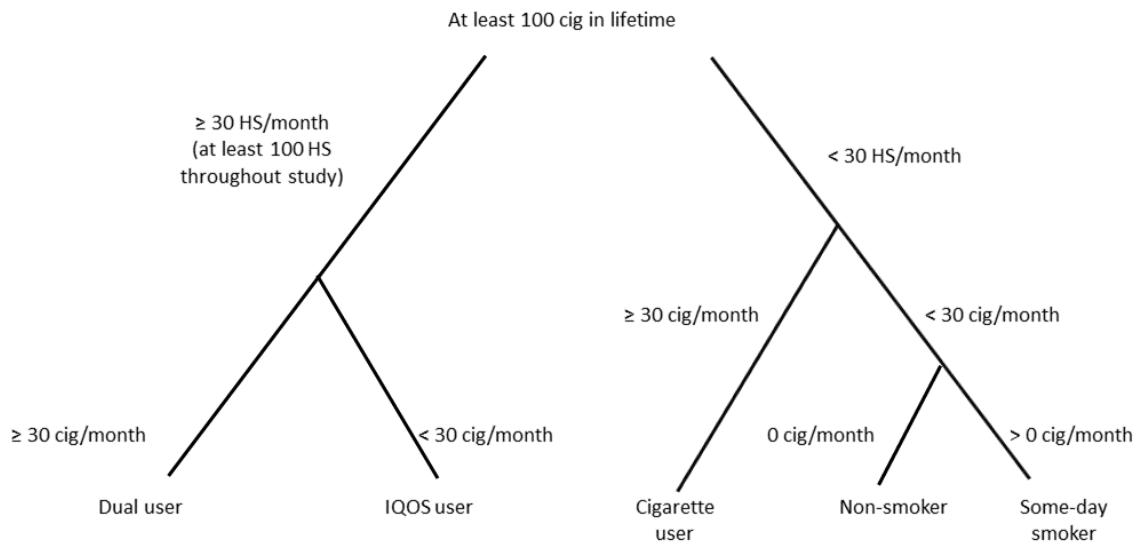 At least 100 cig in lifetime
≥ 30 HS/month
(at least 100 HS
throughout study)
< 30 HS/month
≥ 30 cig/month
< 30 cig/month
≥ 30 cig/month
< 30 cig/month
0 cig/month
> 0 cig/month
Dual user
IQOS user
Cigarette
user
Non-smoker
Some-day
smoker